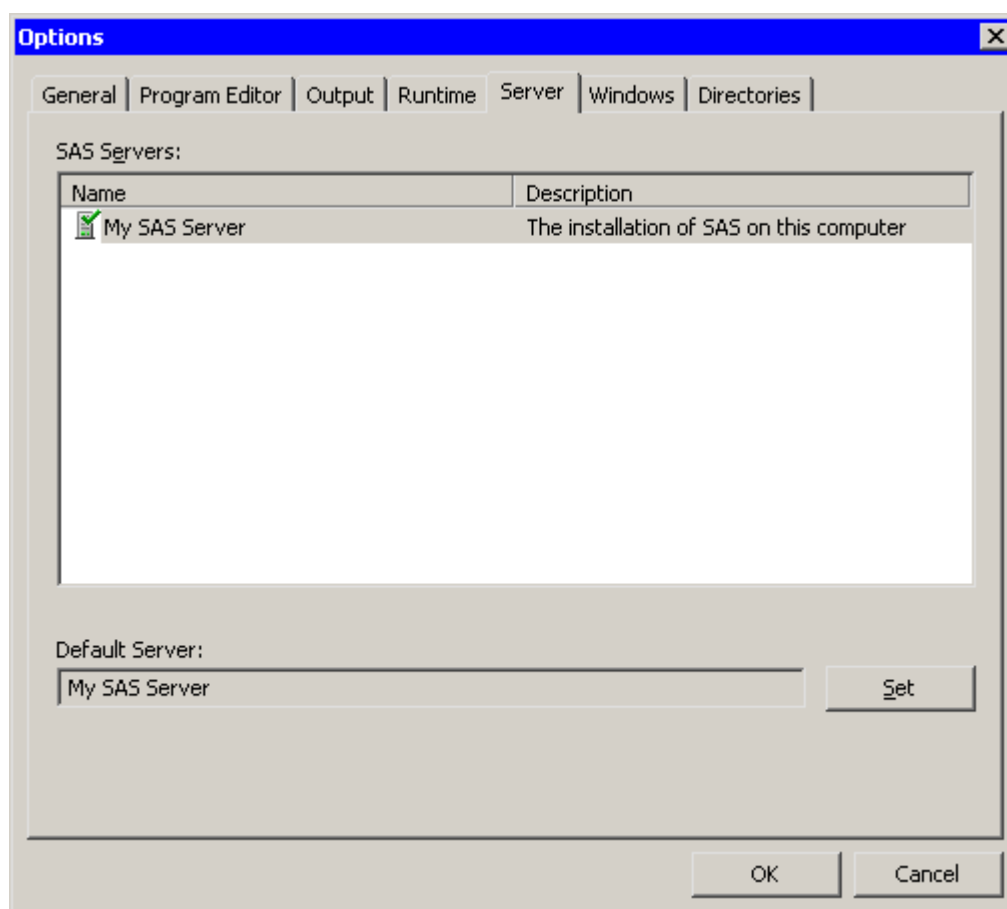 Options
General Program Editor Output Runtime Server Windows Directories
SAS Servers:
Name Description
My SAS Server The installation of SAS on this computer
Default Server:
My SAS Server Set
OK Cancel